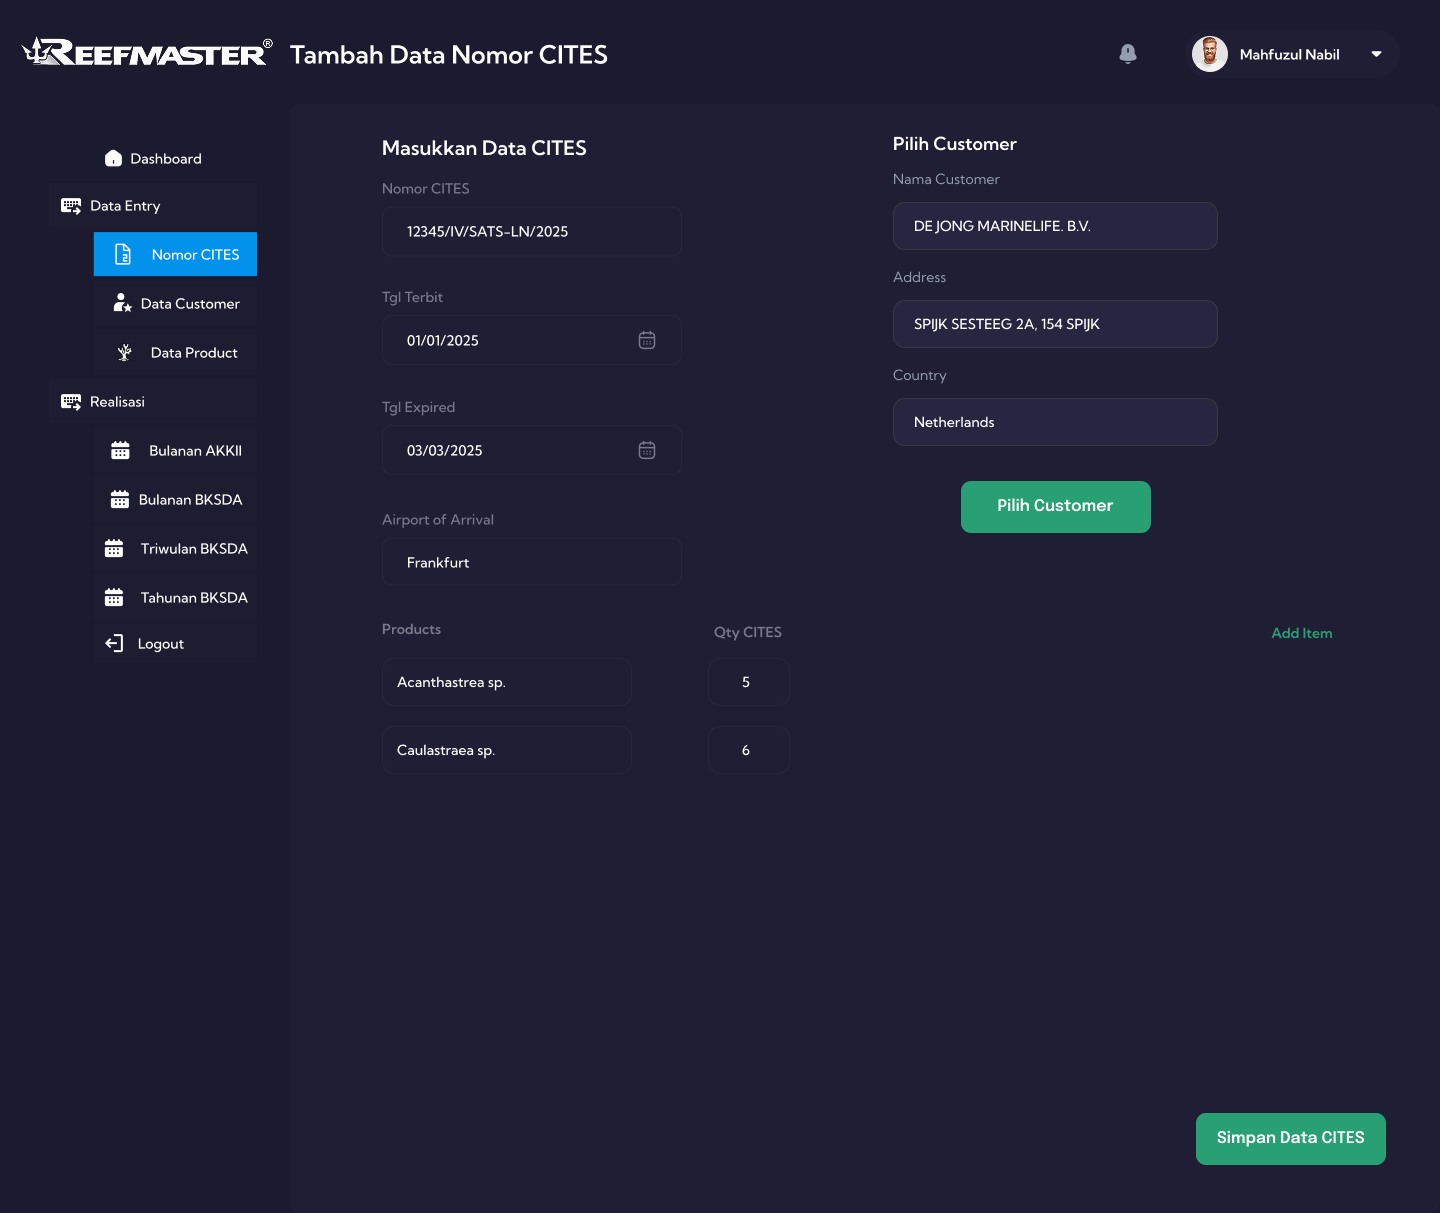 REEFMASTER®
Tambah Data Nomor CITES
Mahfuzul Nabil
Dashboard
Data Entry
Nomor CITES
Data Customer
Data Product
Realisasi
Bulanan AKKII
Bulanan BKSDA
Triwulan BKSDA
Tahunan BKSDA
Logout
Masukkan Data CITES
Nomor CITES
12345/IV/SATS-LN/2025
Tgl Terbit
01/01/2025
Tgl Expired
03/03/2025
Airport of Arrival
Frankfurt
Pilih Customer
Nama Customer
DE JONG MARINELIFE. B.V.
Address
SPIJK SESTEEG 2A, 154 SPIJK
Country
Netherlands
Pilih Customer
Products Qty CITES Add Item
Acanthastrea sp. 5
Caulastraea sp. 6
Simpan Data CITES